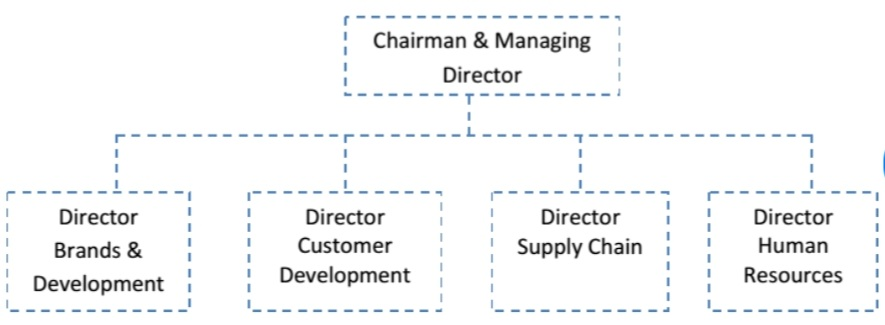 Chairman & Managing
Director
Director
Brands &
Development
Director
Customer
Development
Director
Supply Chain
Director
Human
Resources